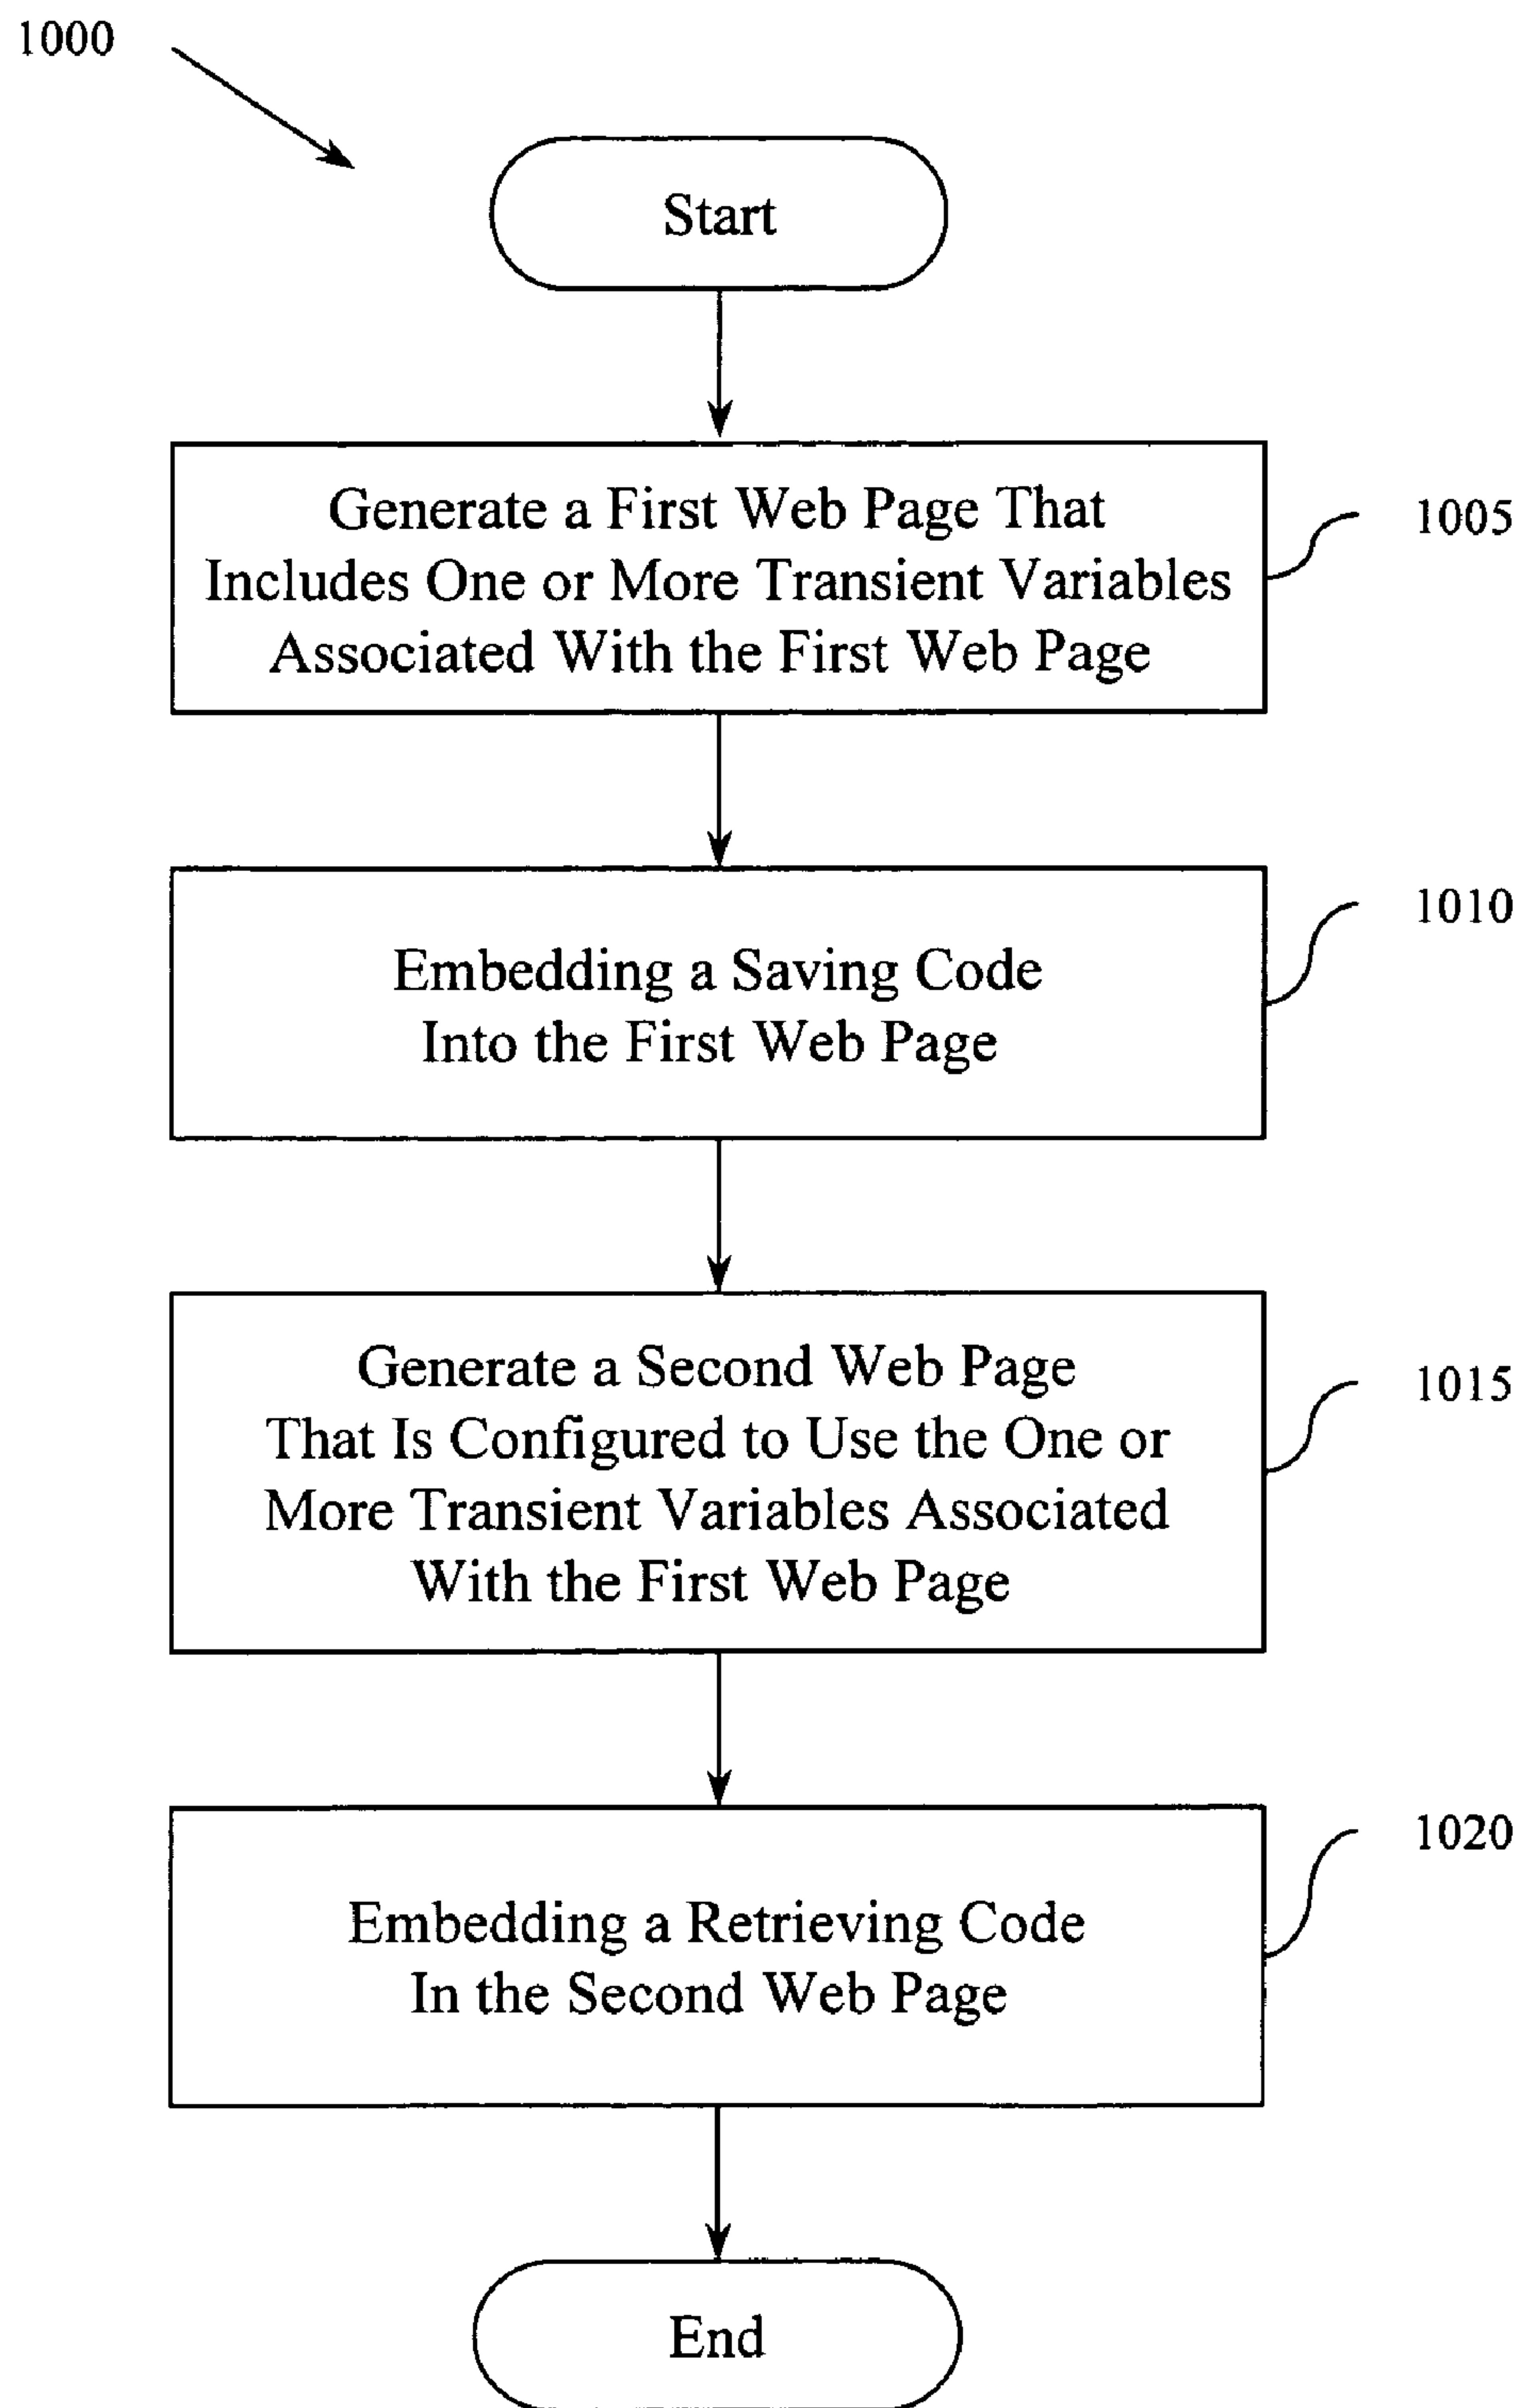 1000
Start
Generate a First Web Page That
Includes One or More Transient Variables
Associated With the First Web Page
1005
Embedding a Saving Code
Into the First Web Page
1010
Generate a Second Web Page
That Is Configured to Use the One or
More Transient Variables Associated
With the First Web Page
1015
Embedding a Retrieving Code
In the Second Web Page
1020
End